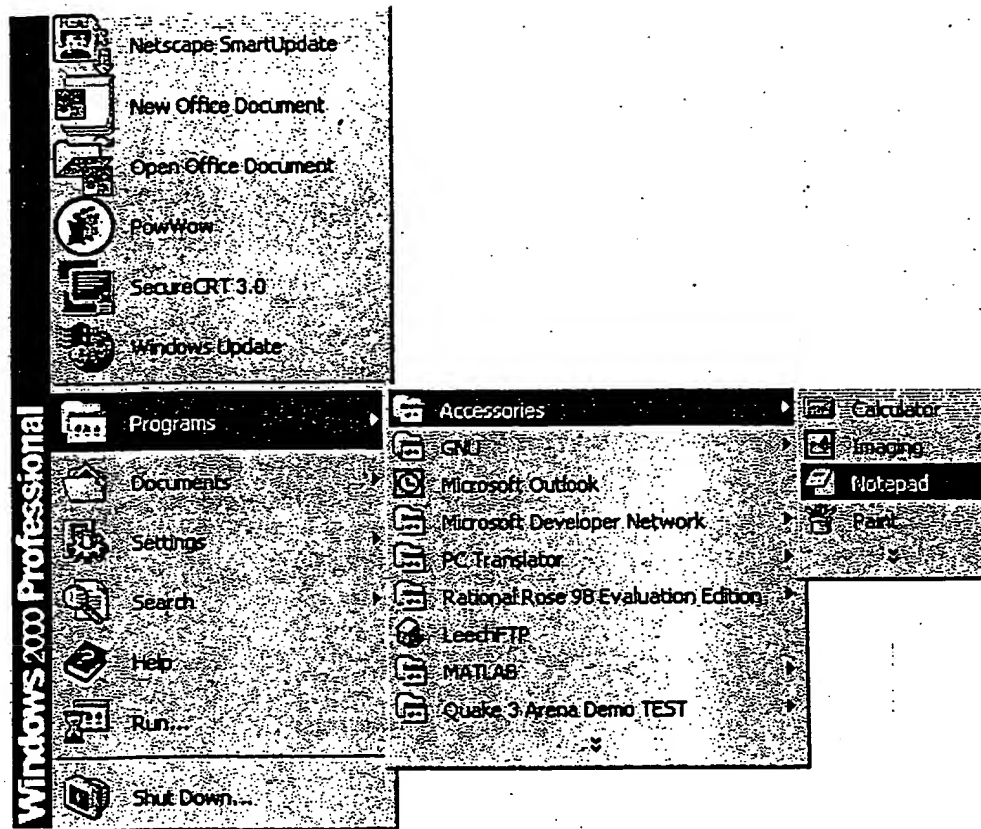 Netscape SmartUpdate
New Office Document
Open Office Document
PowWow
SecureCRT 3.0
Windows Update
Programs
Documents
Settings
Search
Help
Run...
Shut Down...
Windows 2000 Professional
Accessories
GNU
Microsoft Outlook
Microsoft Developer Network
PC Translator
Rational Rose 98 Evaluation Edition
LeechFTP
MATLAB
Quake 3 Arena Demo TEST
Calculator
Imaging
Notepad
Paint